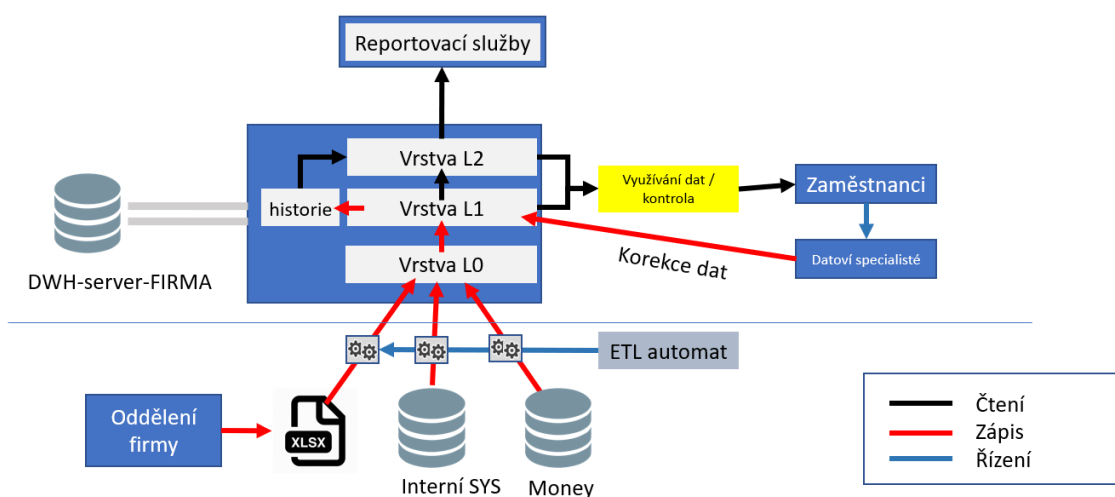 Reportovací služby
Vrstva L2
historie
Vrstva L1
Vrstva L0
DWH-server-FIRMA
Využívání dat /
kontrola
Zaměstnanci
Datoví specialisté
Korekce dat
ETL automat
Oddělení
firmy
XLSX
Interní SYS
Money
Čtení
Zápis
Řízení